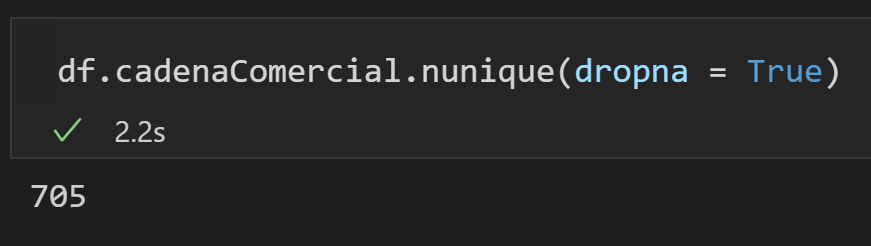 df.cadenaComercial.nunique(dropna = True)
2.2s
705